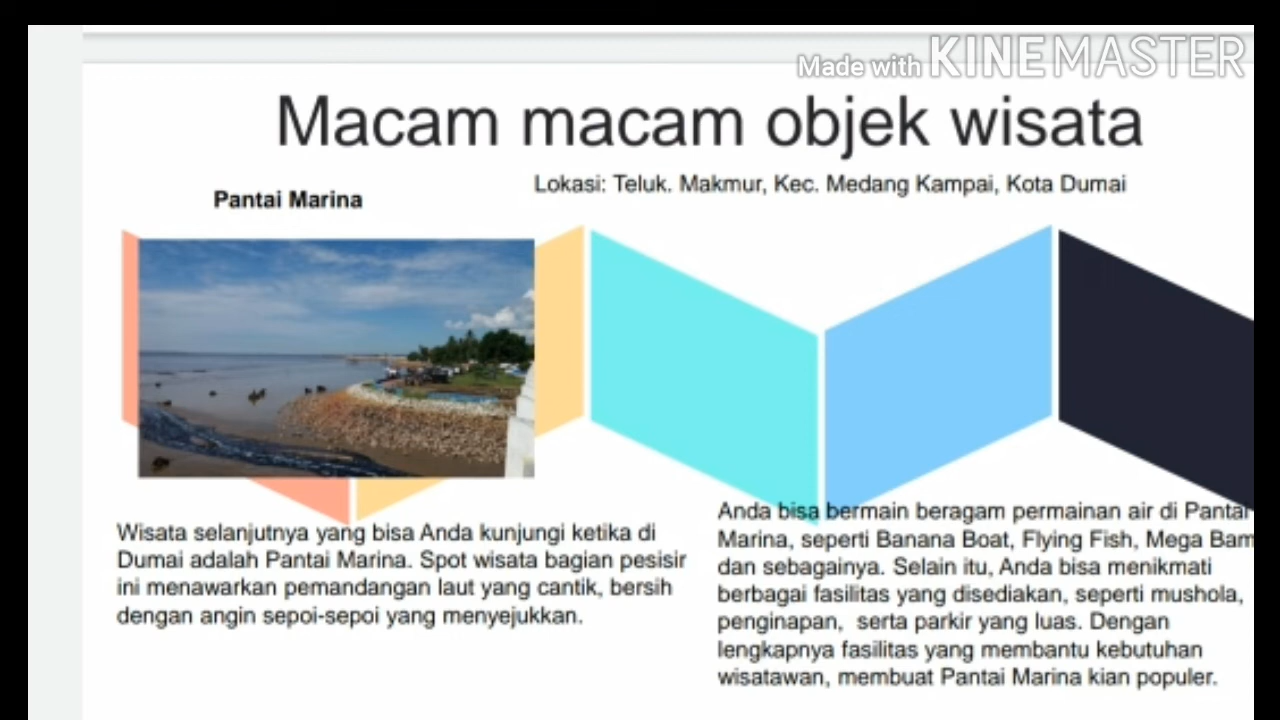 Made with KINEMASTER
Macam macam objek wisata
Lokasi: Teluk. Makmur, Kec. Medang Kampai, Kota Dumai
Pantai Marina
Wisata selanjutnya yang bisa Anda kunjungi ketika di
Dumai adalah Pantai Marina. Spot wisata bagian pesisir
ini menawarkan pemandangan laut yang cantik, bersih
dengan angin sepoi-sepoi yang menyejukkan.
Anda bisa bermain beragam permainan air di Pantai
Marina, seperti Banana Boat, Flying Fish, Mega Bam
dan sebagainya. Selain itu, Anda bisa menikmati
berbagai fasilitas yang disediakan, seperti mushola,
penginapan, serta parkir yang luas. Dengan
lengkapnya fasilitas yang membantu kebutuhan
wisatawan, membuat Pantai Marina kian populer.